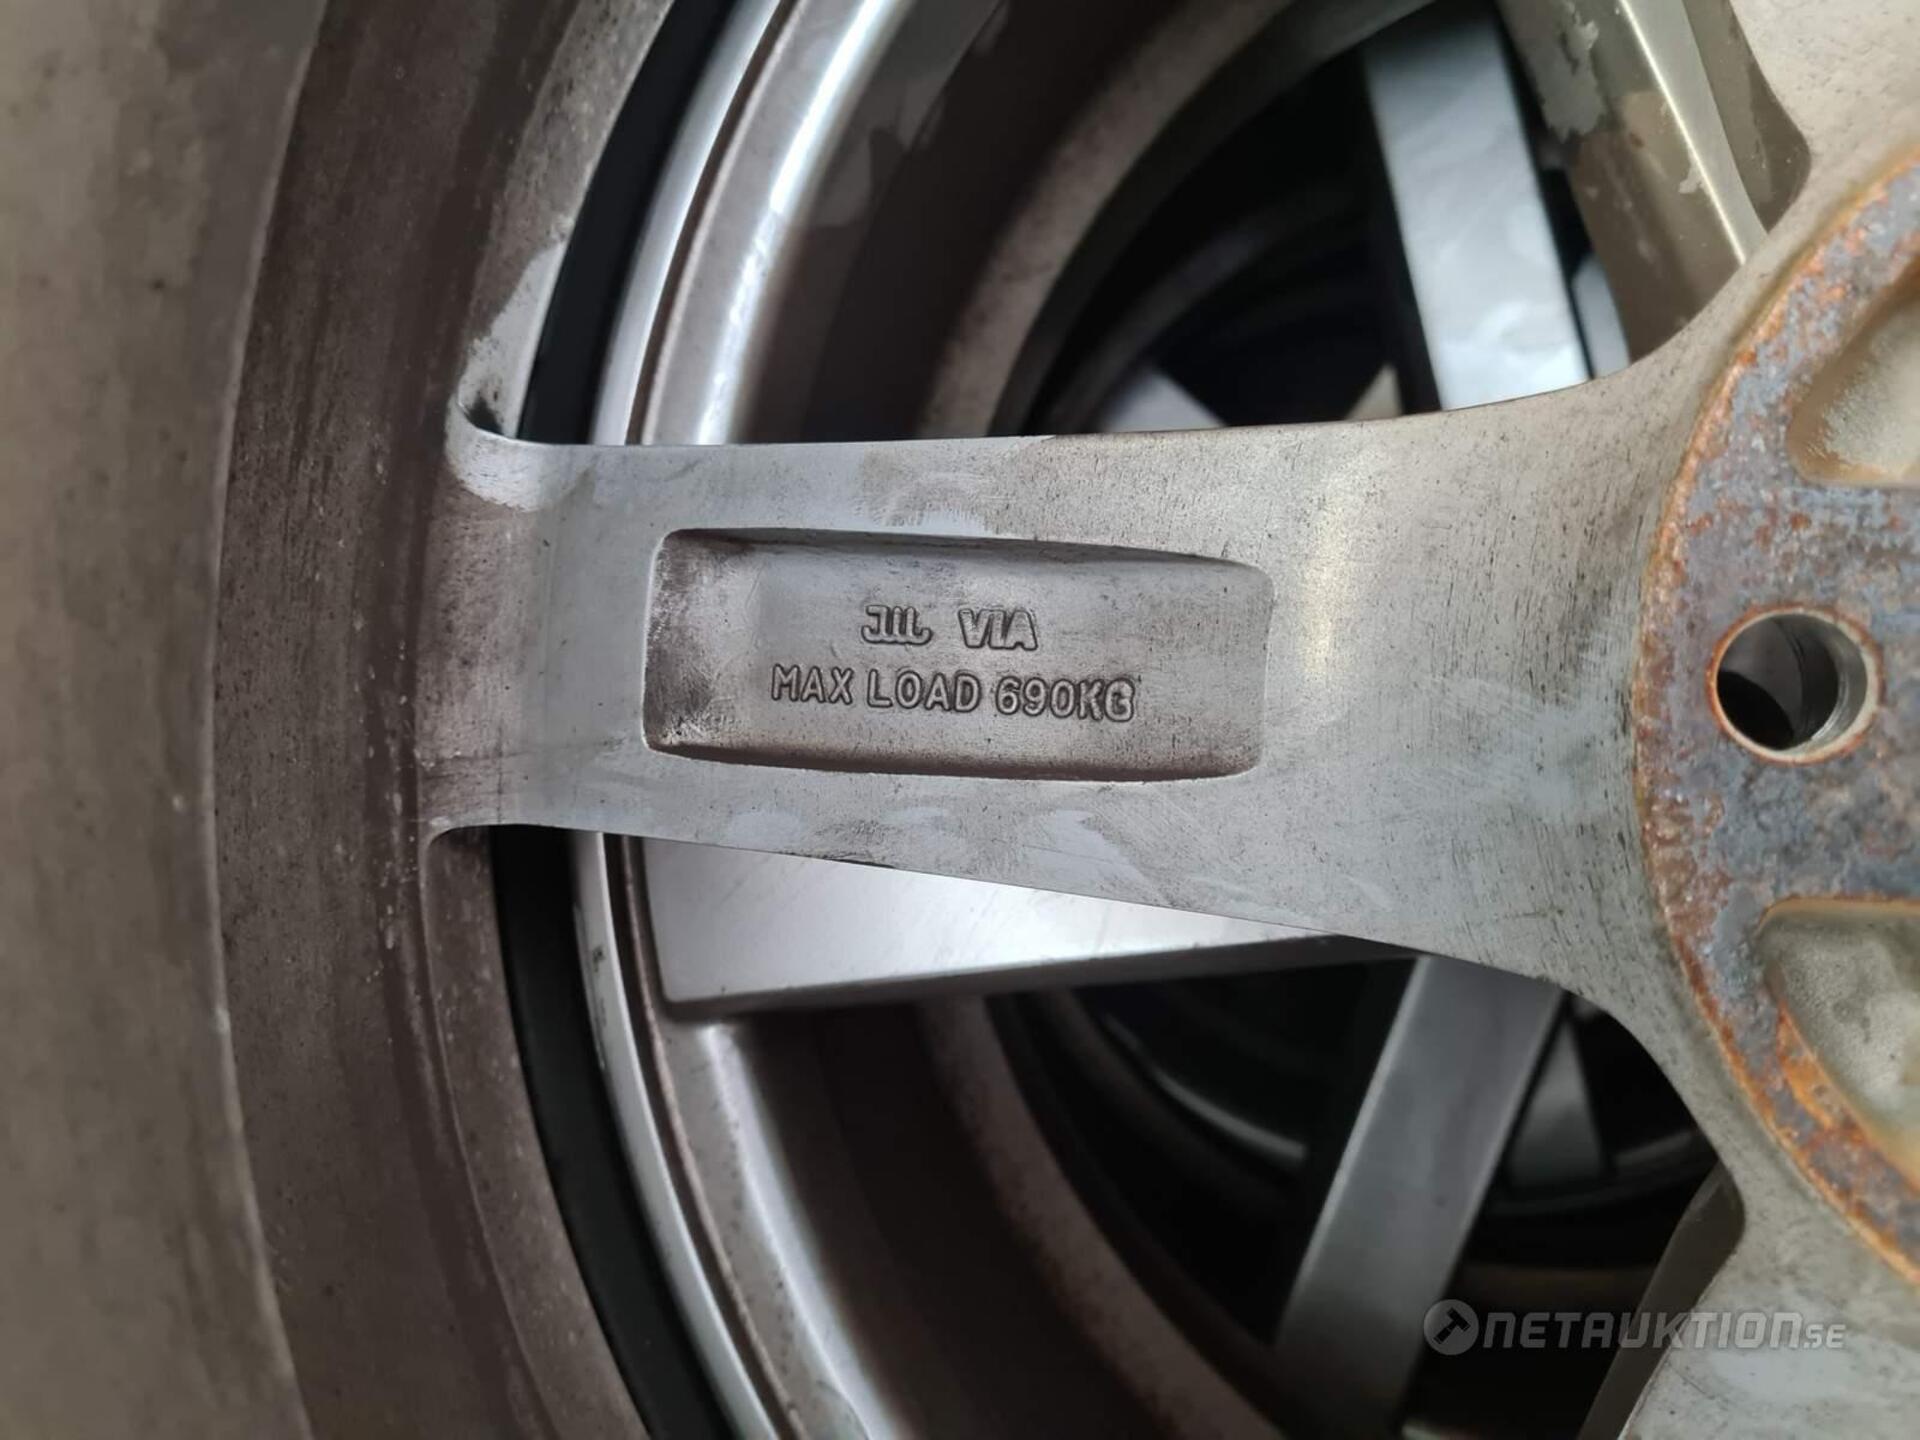 JWL VIA
MAX LOAD 690KG
NETAUKTION.SE